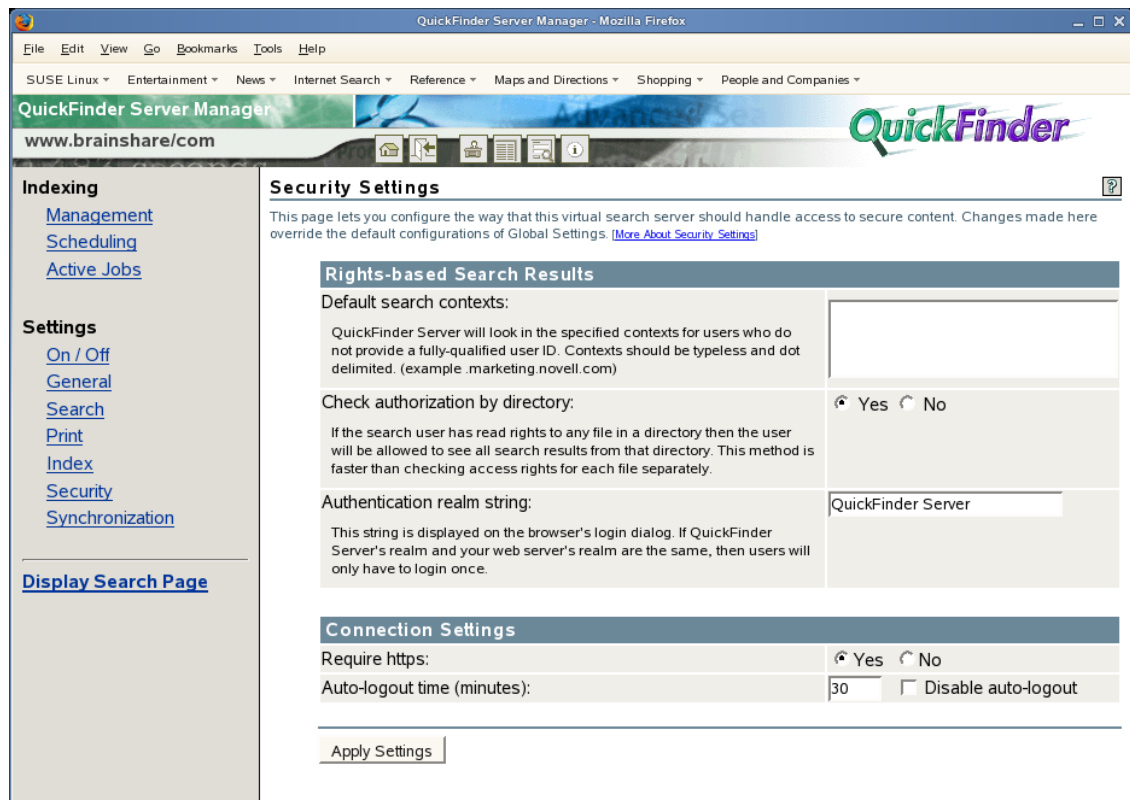 QuickFinder Server Manager - Mozilla Firefox
File Edit View Go Bookmarks Tools Help
SUSE Linux Entertainment News Internet Search Reference Maps and Directions Shopping People and Companies
QuickFinder Server Manager
QuickFinder
www.brainshare/com
Indexing
Management
Scheduling
Active Jobs
Settings
On / Off
General
Search
Print
Index
Security
Synchronization
Display Search Page
Security Settings
This page lets you configure the way that this virtual search server should handle access to secure content. Changes made here
override the default configurations of Global Settings. [More About Security Settings]
Rights-based Search Results
Default search contexts:
QuickFinder Server will look in the specified contexts for users who do
not provide a fully-qualified user ID. Contexts should be typeless and dot
delimited. (example .marketing.novell.com)
Check authorization by directory:
Yes No
If the search user has read rights to any file in a directory then the user
will be allowed to see all search results from that directory. This method is
faster than checking access rights for each file separately.
Authentication realm string:
QuickFinder Server
This string is displayed on the browser's login dialog. If QuickFinder
Server's realm and your web server's realm are the same, then users will
only have to login once.
Connection Settings
Require https:
Yes No
Auto-logout time (minutes):
30 Disable auto-logout
Apply Settings